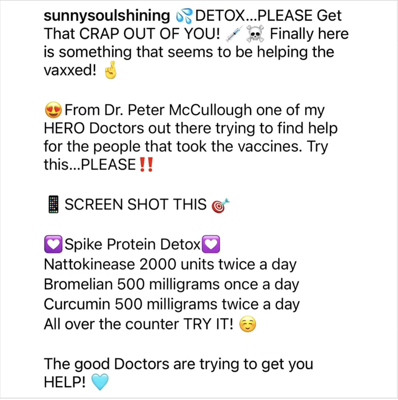 sunnysoulshining 💦DETOX...PLEASE Get
That CRAP OUT OF YOU! 💉☠️ Finally here
is something that seems to be helping the
vaxxed! 🤞
😍From Dr. Peter McCullough one of my
HERO Doctors out there trying to find help
for the people that took the vaccines. Try
this...PLEASE‼️
📱SCREEN SHOT THIS 🎯
💟Spike Protein Detox💟
Nattokinease 2000 units twice a day
Bromelian 500 milligrams once a day
Curcumin 500 milligrams twice a day
All over the counter TRY IT! ☺️
The good Doctors are trying to get you
HELP! 🩵